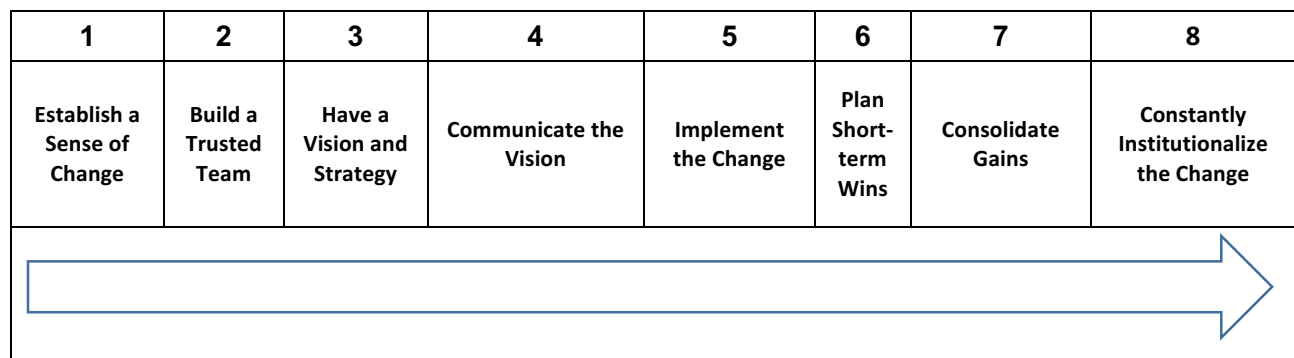 1 2 3 4 5 6 7 8
Establish a
Sense of
Change
Build a
Trusted
Team
Have a
Vision and
Strategy
Communicate the
Vision
Implement
the Change
Plan
Short-
term
Wins
Consolidate
Gains
Constantly
Institutionalize
the Change